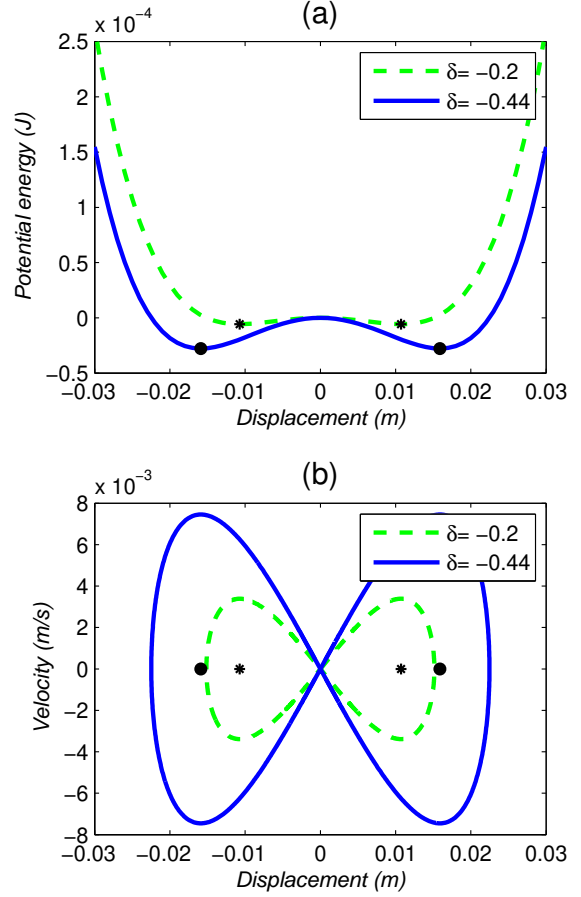 (a)
x 10⁻⁴
2.5
2
1.5
1
0.5
0
−0.5
Potential energy (J)
δ= −0.2
δ= −0.44
−0.03 −0.02 −0.01 0 0.01 0.02 0.03
Displacement (m)
(b)
x 10⁻³
8
6
4
2
0
−2
−4
−6
−8
Velocity (m/s)
δ= −0.2
δ= −0.44
−0.03 −0.02 −0.01 0 0.01 0.02 0.03
Displacement (m)